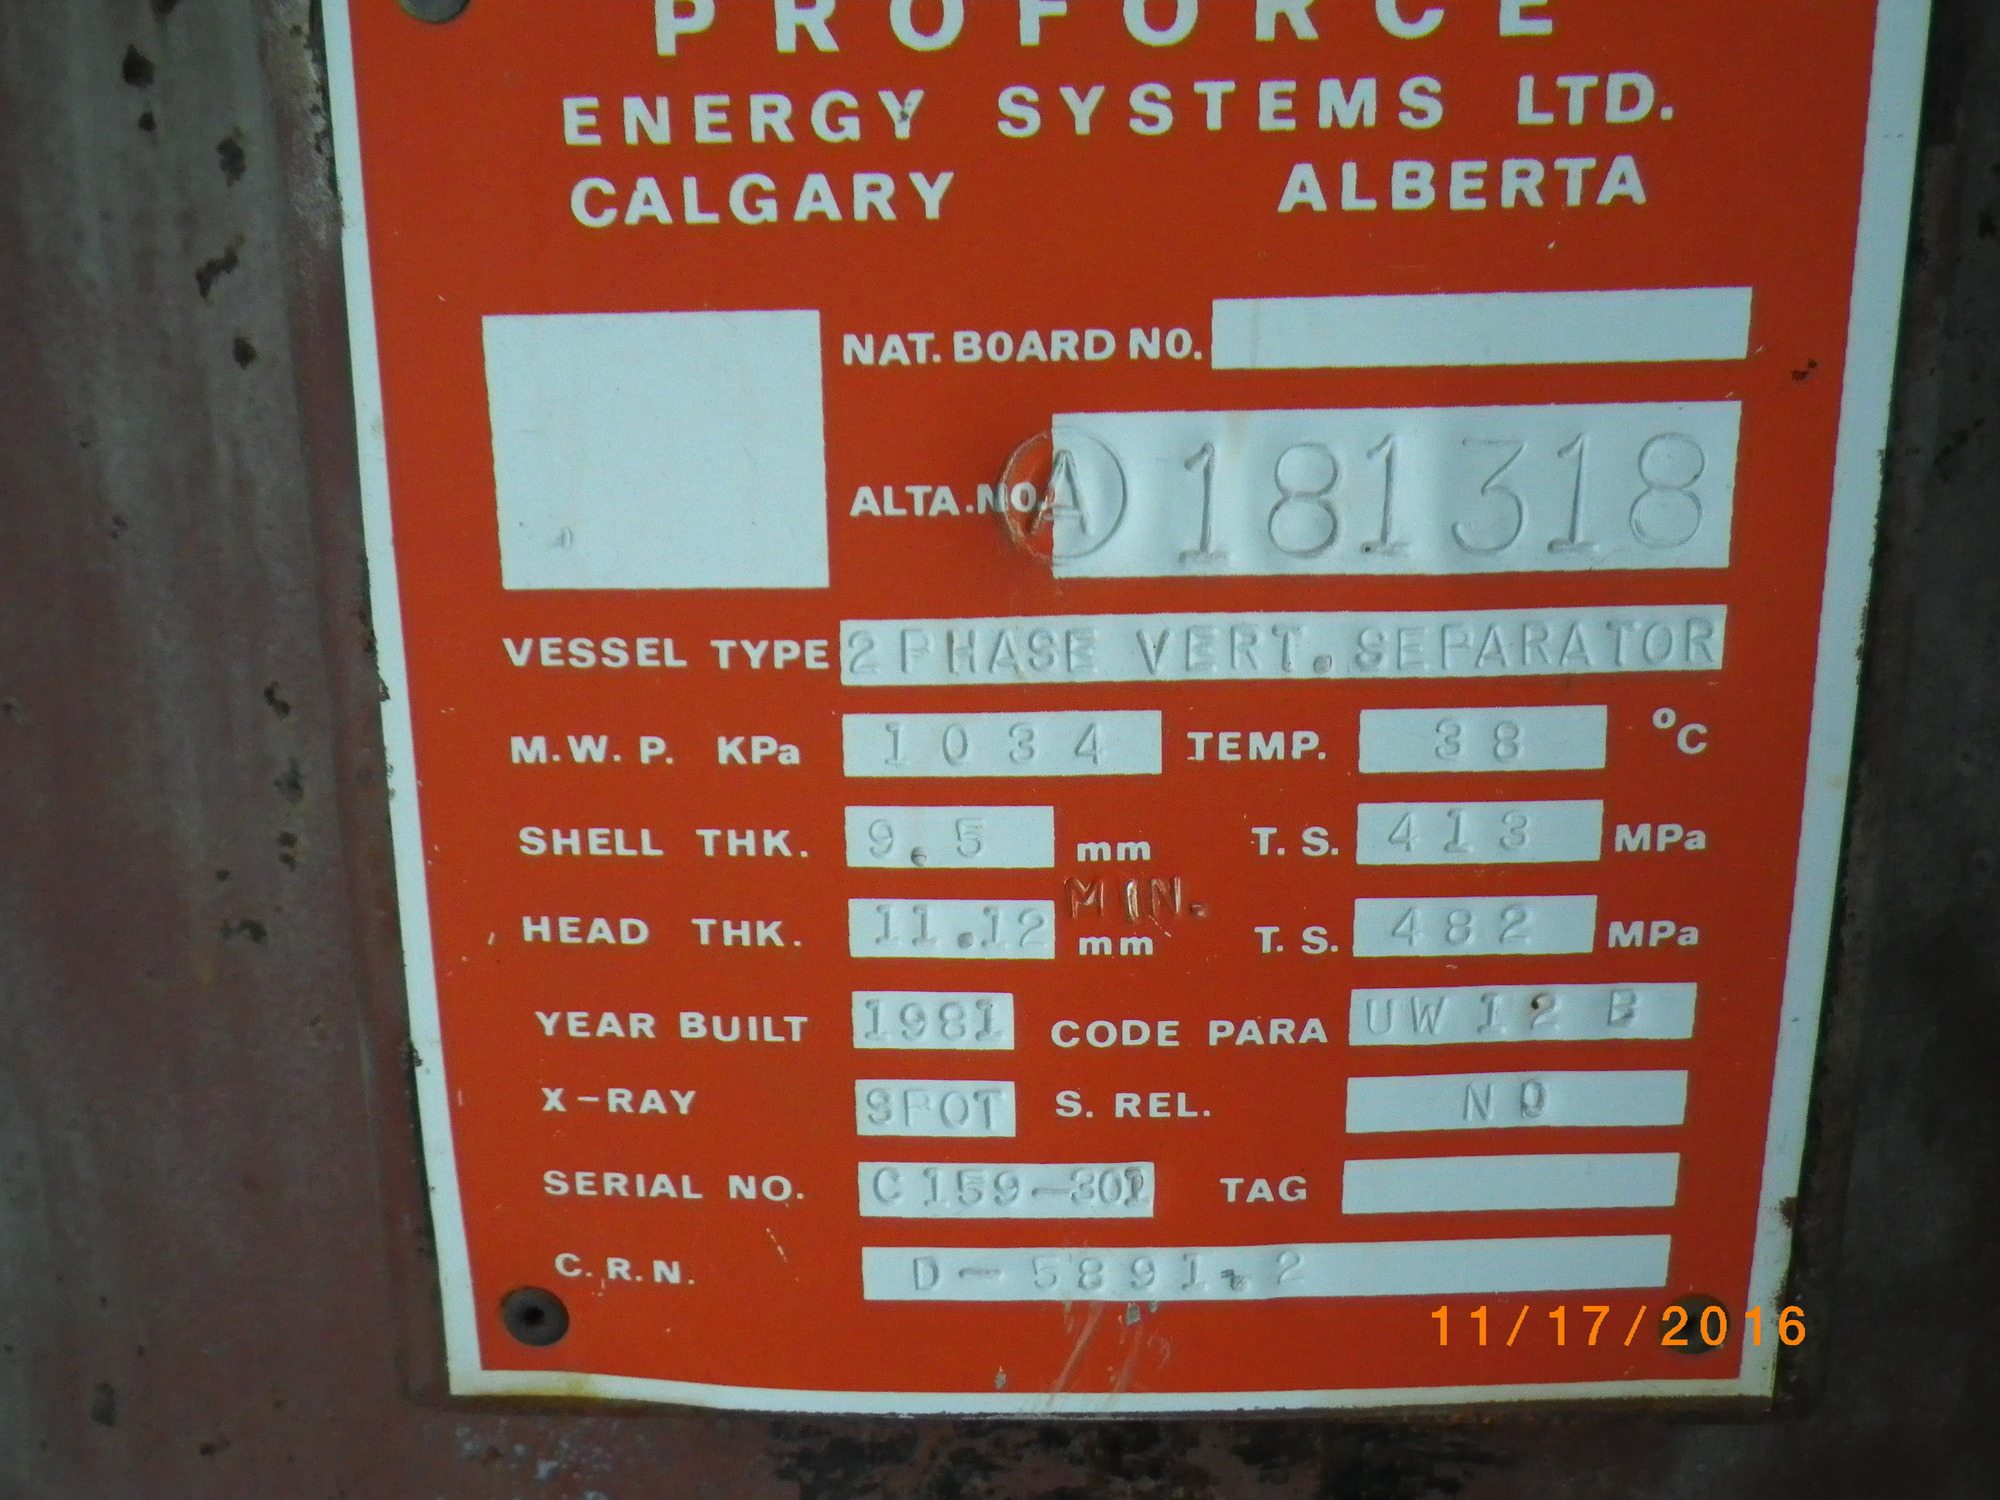 PROFORCE
ENERGY SYSTEMS LTD.
CALGARY ALBERTA
NAT. BOARD NO.
ALTA. NO. A 181318
VESSEL TYPE 2 PHASE VERT. SEPARATOR
M.W.P. KPa 1034 TEMP. 38 °C
SHELL THK. 9.5 mm T.S. 413 MPa
MIN.
HEAD THK. 11.12 mm T.S. 482 MPa
YEAR BUILT 1981 CODE PARA UW 12 B
X-RAY SPOT S. REL. NO
SERIAL NO. C159-301 TAG
C.R.N. D-5891.2
11/17/2016